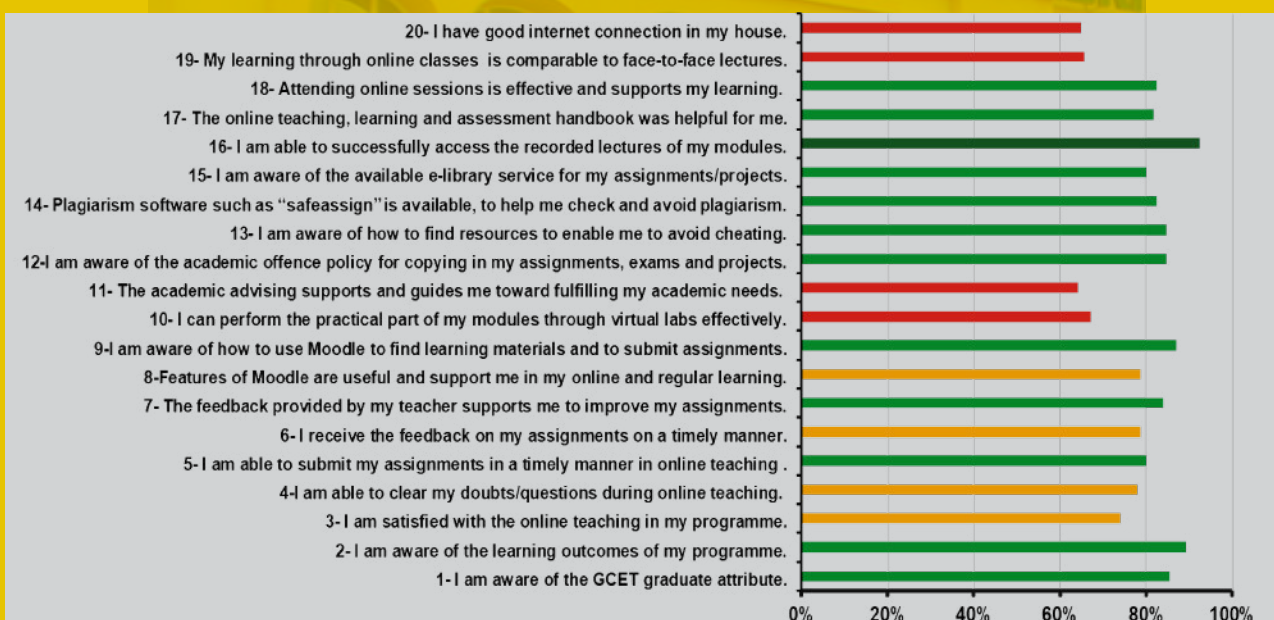 20- I have good internet connection in my house.
19- My learning through online classes is comparable to face-to-face lectures.
18- Attending online sessions is effective and supports my learning.
17- The online teaching, learning and assessment handbook was helpful for me.
16- I am able to successfully access the recorded lectures of my modules.
15- I am aware of the available e-library service for my assignments/projects.
14- Plagiarism software such as “safeassign” is available, to help me check and avoid plagiarism.
13- I am aware of how to find resources to enable me to avoid cheating.
12-I am aware of the academic offence policy for copying in my assignments, exams and projects.
11- The academic advising supports and guides me toward fulfilling my academic needs.
10- I can perform the practical part of my modules through virtual labs effectively.
9-I am aware of how to use Moodle to find learning materials and to submit assignments.
8-Features of Moodle are useful and support me in my online and regular learning.
7- The feedback provided by my teacher supports me to improve my assignments.
6- I receive the feedback on my assignments on a timely manner.
5- I am able to submit my assignments in a timely manner in online teaching .
4-I am able to clear my doubts/questions during online teaching.
3- I am satisfied with the online teaching in my programme.
2- I am aware of the learning outcomes of my programme.
1- I am aware of the GCET graduate attribute.
0% 20% 40% 60% 80% 100%